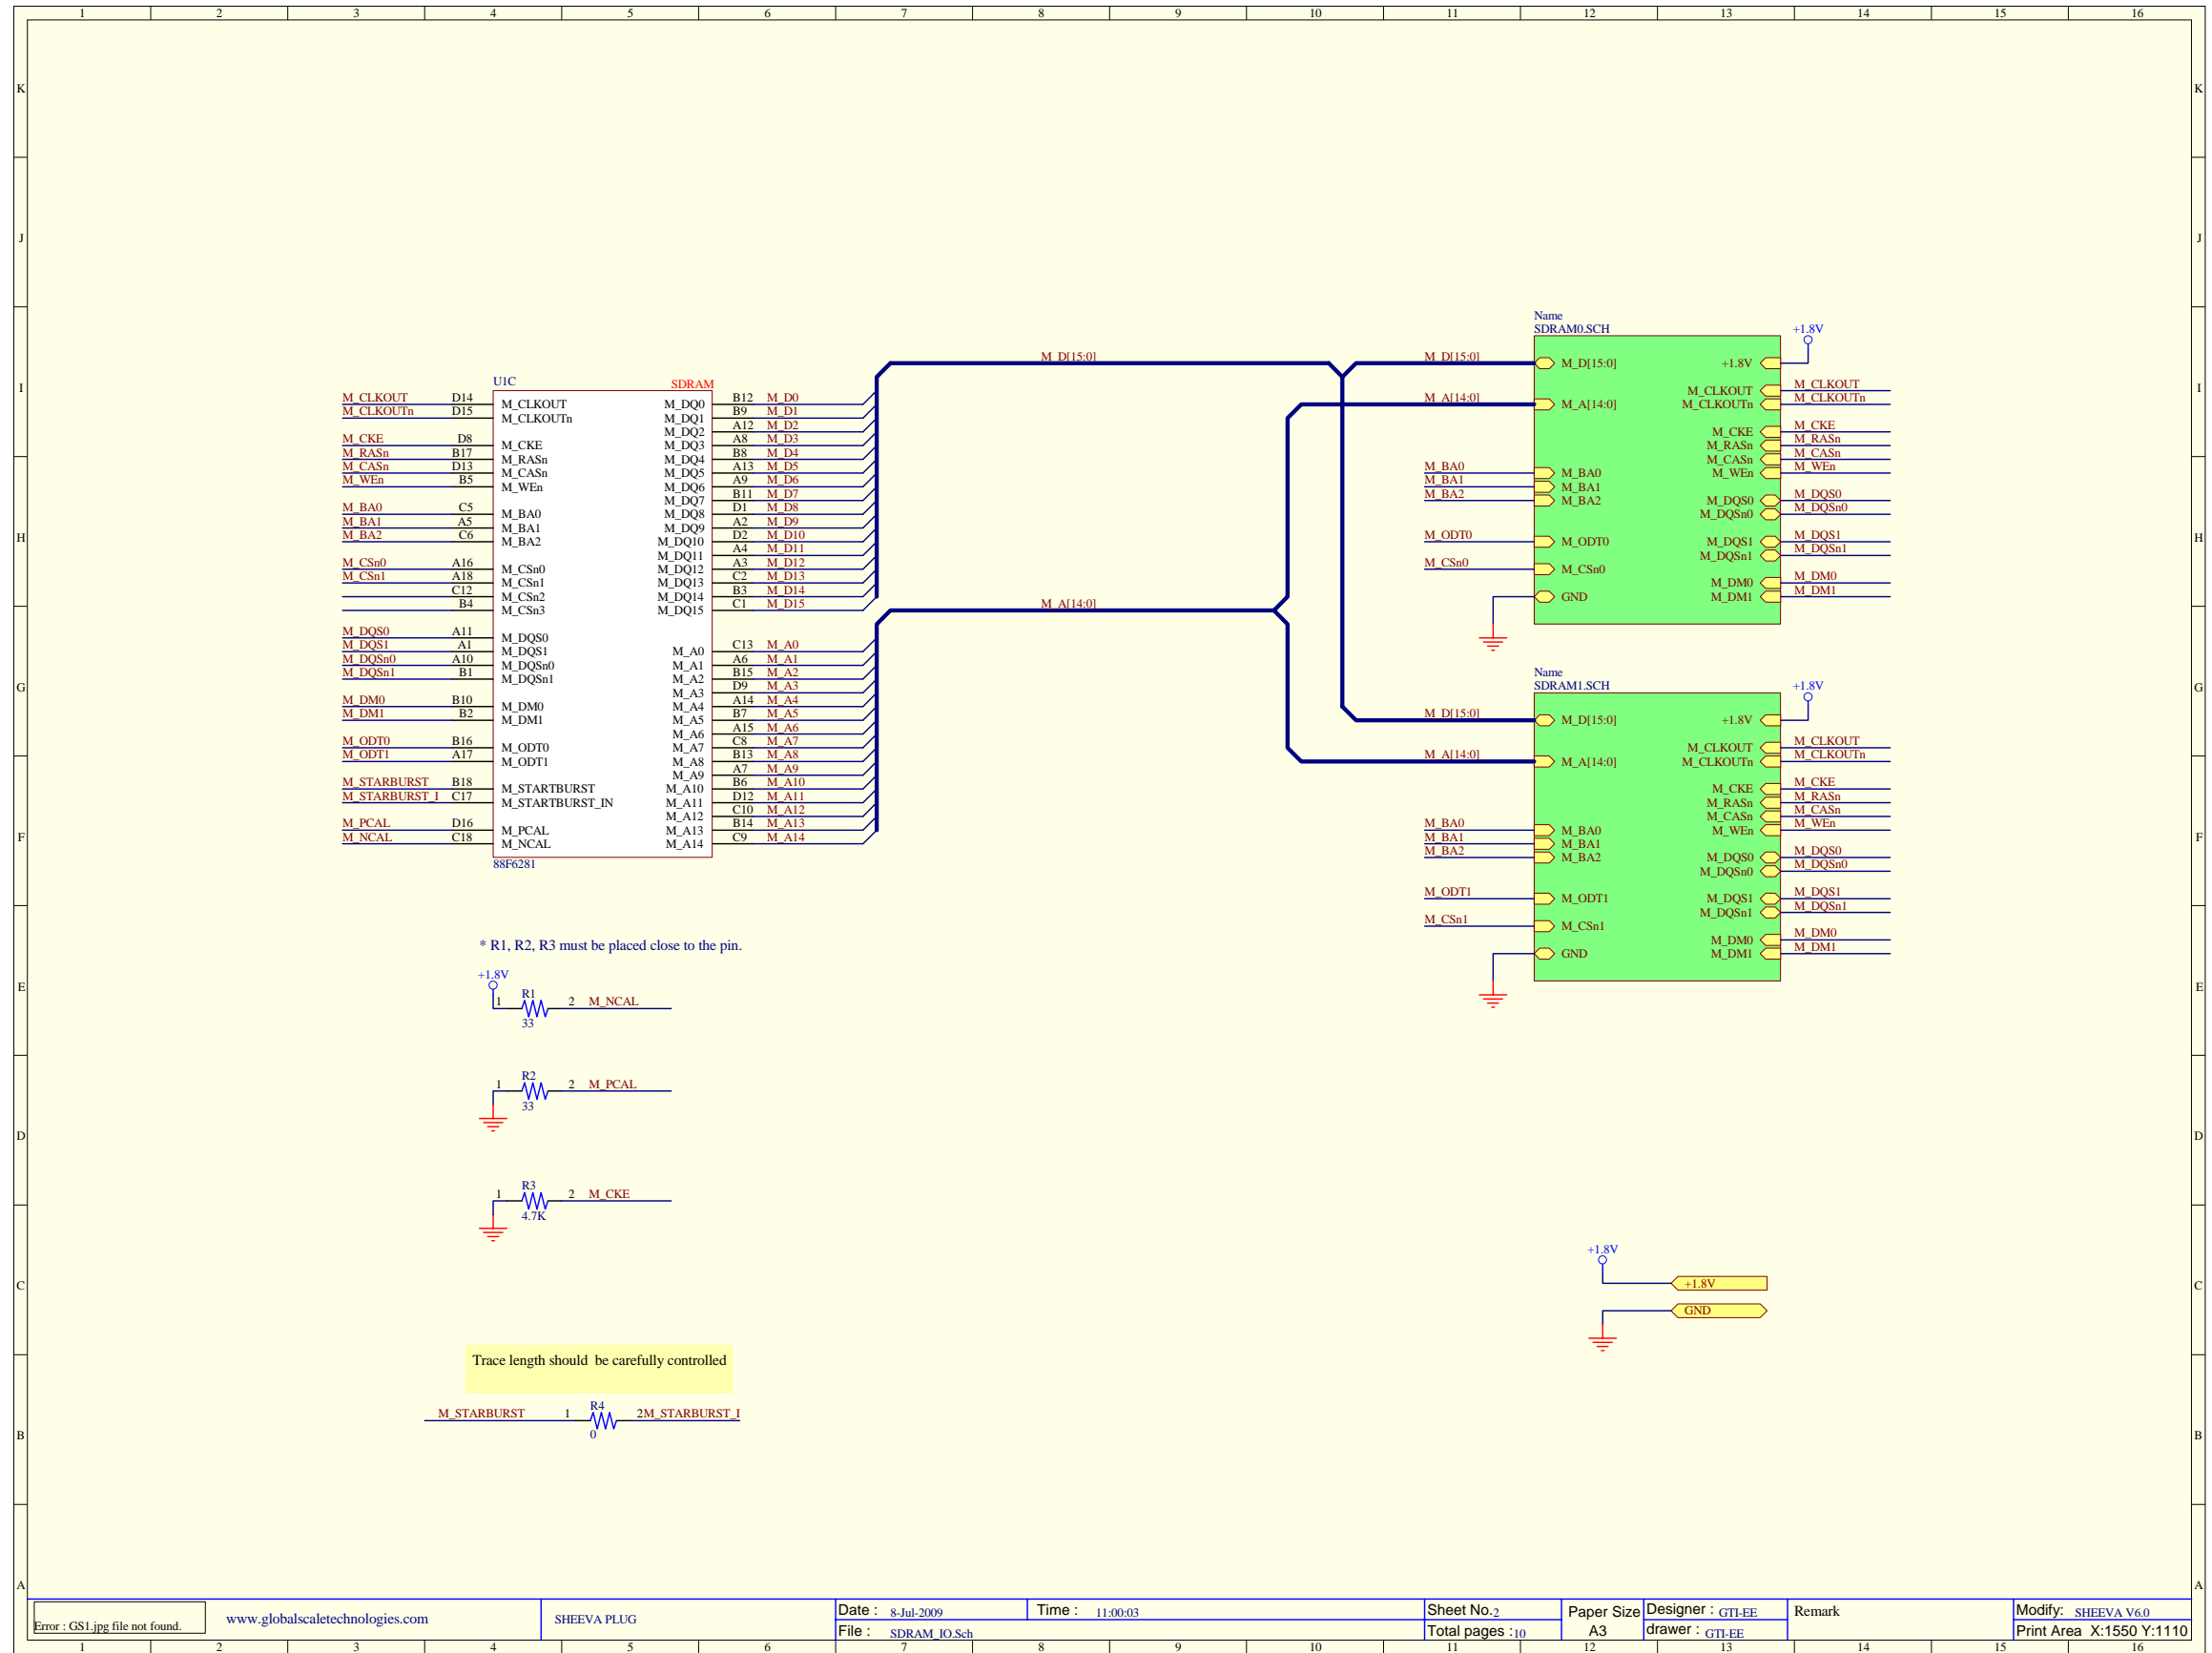 1 2 3 4 5 6 7 8 9 10 11 12 13 14 15 16
K K
J J
I I
H H
G G
F F
E E
D D
C C
B B
A A
U1C SDRAM
M_CLKOUT D14 M_CLKOUT
M_CLKOUTn D15 M_CLKOUTn
M_CKE D8 M_CKE
M_RASn B17 M_RASn
M_CASn D13 M_CASn
M_WEn B5 M_WEn
M_BA0 C5 M_BA0
M_BA1 A5 M_BA1
M_BA2 C6 M_BA2
M_CSn0 A16 M_CSn0
M_CSn1 A18 M_CSn1
C12 M_CSn2
B4 M_CSn3
M_DQS0 A11 M_DQS0
M_DQS1 A1 M_DQS1
M_DQSn0 A10 M_DQSn0
M_DQSn1 B1 M_DQSn1
M_DM0 B10 M_DM0
M_DM1 B2 M_DM1
M_ODT0 B16 M_ODT0
M_ODT1 A17 M_ODT1
M_STARBURST B18 M_STARTBURST
M_STARBURST_I C17 M_STARTBURST_IN
M_PCAL D16 M_PCAL
M_NCAL C18 M_NCAL
M_DQ0 B12 M_D0
M_DQ1 B9 M_D1
M_DQ2 A12 M_D2
M_DQ3 A8 M_D3
M_DQ4 B8 M_D4
M_DQ5 A13 M_D5
M_DQ6 A9 M_D6
M_DQ7 B11 M_D7
M_DQ8 D1 M_D8
M_DQ9 A2 M_D9
M_DQ10 D2 M_D10
M_DQ11 A4 M_D11
M_DQ12 A3 M_D12
M_DQ13 C2 M_D13
M_DQ14 B3 M_D14
M_DQ15 C1 M_D15
M_A0 C13 M_A0
M_A1 A6 M_A1
M_A2 B15 M_A2
M_A3 D9 M_A3
M_A4 A14 M_A4
M_A5 B7 M_A5
M_A6 A15 M_A6
M_A7 C8 M_A7
M_A8 B13 M_A8
M_A9 A7 M_A9
M_A10 B6 M_A10
M_A11 D12 M_A11
M_A12 C10 M_A12
M_A13 B14 M_A13
M_A14 C9 M_A14
88F6281
M_D[15:0]
M_A[14:0]
Name
SDRAM0.SCH
+1.8V
M_D[15:0] M_D[15:0] +1.8V
M_CLKOUT M_CLKOUT
M_A[14:0] M_A[14:0] M_CLKOUTn M_CLKOUTn
M_CKE M_CKE
M_RASn M_RASn
M_CASn M_CASn
M_BA0 M_BA0 M_WEn M_WEn
M_BA1 M_BA1
M_BA2 M_BA2 M_DQS0 M_DQS0
M_DQSn0 M_DQSn0
M_ODT0 M_ODT0 M_DQS1 M_DQS1
M_DQSn1 M_DQSn1
M_CSn0 M_CSn0
M_DM0 M_DM0
GND M_DM1 M_DM1
Name
SDRAM1.SCH
+1.8V
M_D[15:0] M_D[15:0] +1.8V
M_CLKOUT M_CLKOUT
M_A[14:0] M_A[14:0] M_CLKOUTn M_CLKOUTn
M_CKE M_CKE
M_RASn M_RASn
M_CASn M_CASn
M_BA0 M_BA0 M_WEn M_WEn
M_BA1 M_BA1
M_BA2 M_BA2 M_DQS0 M_DQS0
M_DQSn0 M_DQSn0
M_ODT1 M_ODT1 M_DQS1 M_DQS1
M_DQSn1 M_DQSn1
M_CSn1 M_CSn1
M_DM0 M_DM0
GND M_DM1 M_DM1
* R1, R2, R3 must be placed close to the pin.
+1.8V
R1
1 2 M_NCAL
33
R2
1 2 M_PCAL
33
R3
1 2 M_CKE
4.7K
+1.8V
+1.8V
GND
Trace length should be carefully controlled
R4
M_STARBURST 1 2M_STARBURST_I
0
Error : GS1.jpg file not found. www.globalscaletechnologies.com SHEEVA PLUG
Date : 8-Jul-2009 Time : 11:00:03
File : SDRAM_IO.Sch
Sheet No.2
Total pages :10
Paper Size
A3
Designer : GTI-EE
drawer : GTI-EE
Remark
Modify: SHEEVA V6.0
Print Area X:1550 Y:1110
1 2 3 4 5 6 7 8 9 10 11 12 13 14 15 16